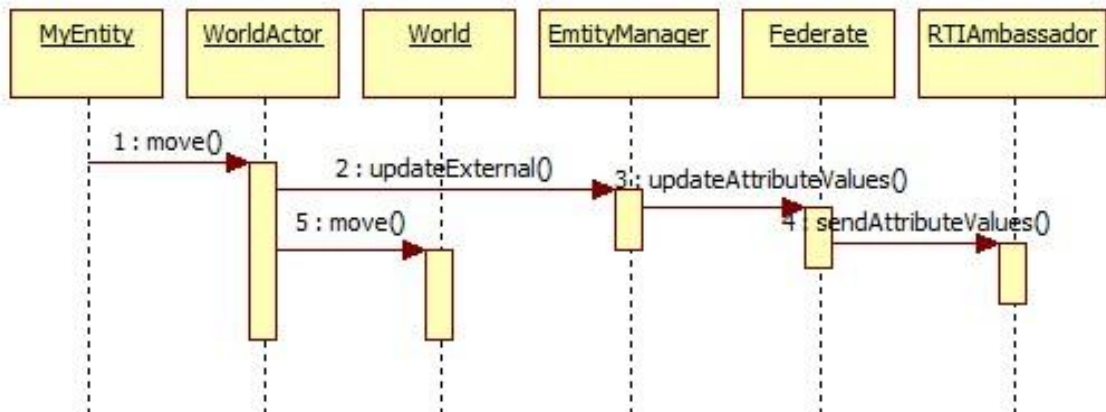 MyEntity WorldActor World EmtityManager Federate RTIAmbassador
1 : move()
2 : updateExternal()
3 : updateAttributeValues()
4 : sendAttributeValues()
5 : move()